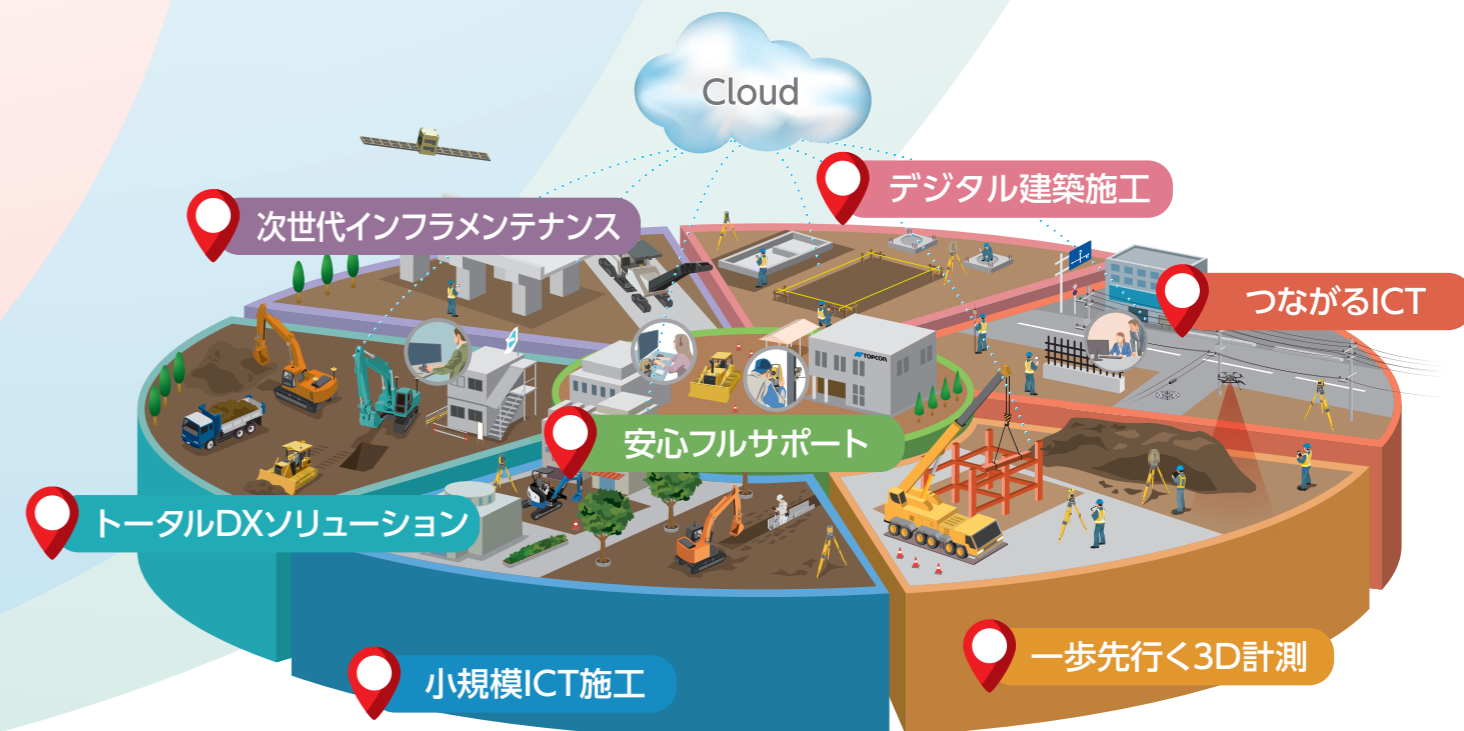 Cloud
デジタル建築施工
次世代インフラメンテナンス
つながるICT
TOPCON
安心フルサポート
トータルDXソリューション
一歩先行く3D計測
小規模ICT施工